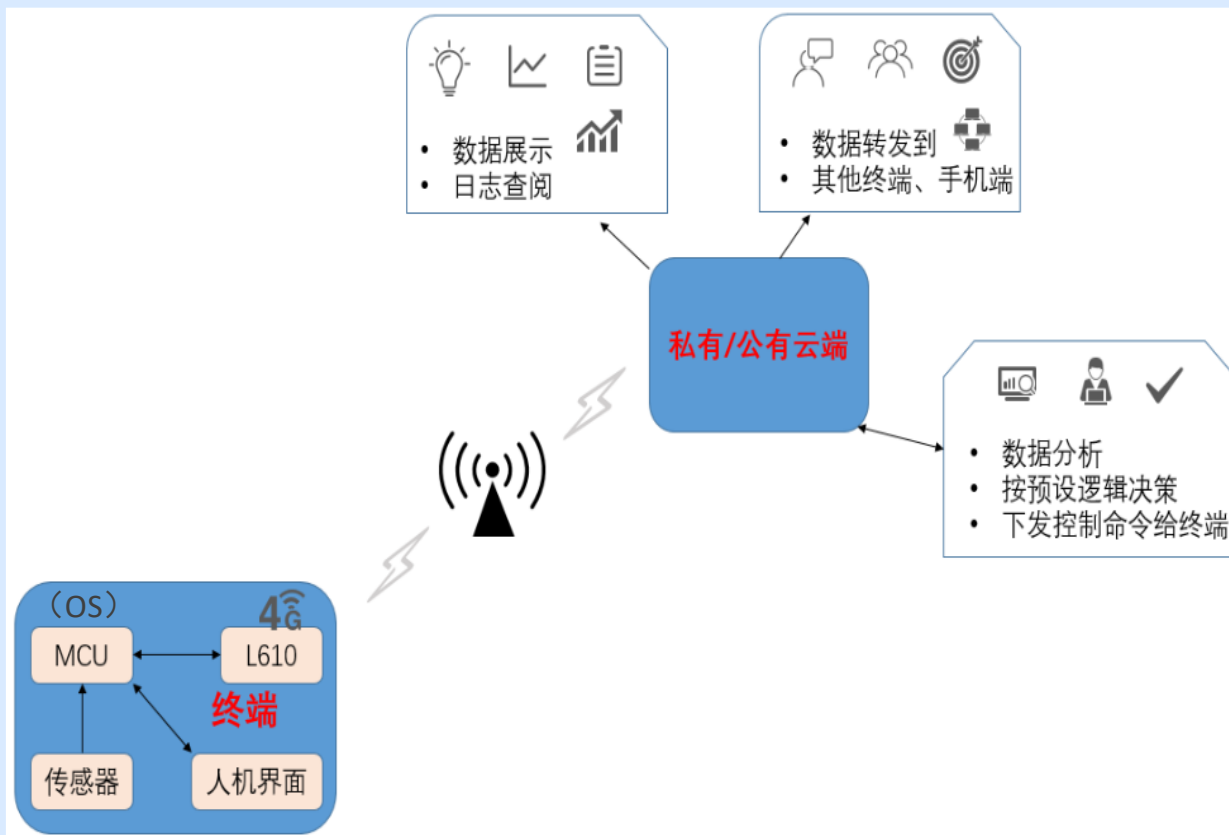 数据展示
日志查阅
数据转发到
其他终端、手机端
私有/公有云端
数据分析
按预设逻辑决策
下发控制命令给终端
（OS）
4G
MCU
L610
终端
传感器
人机界面